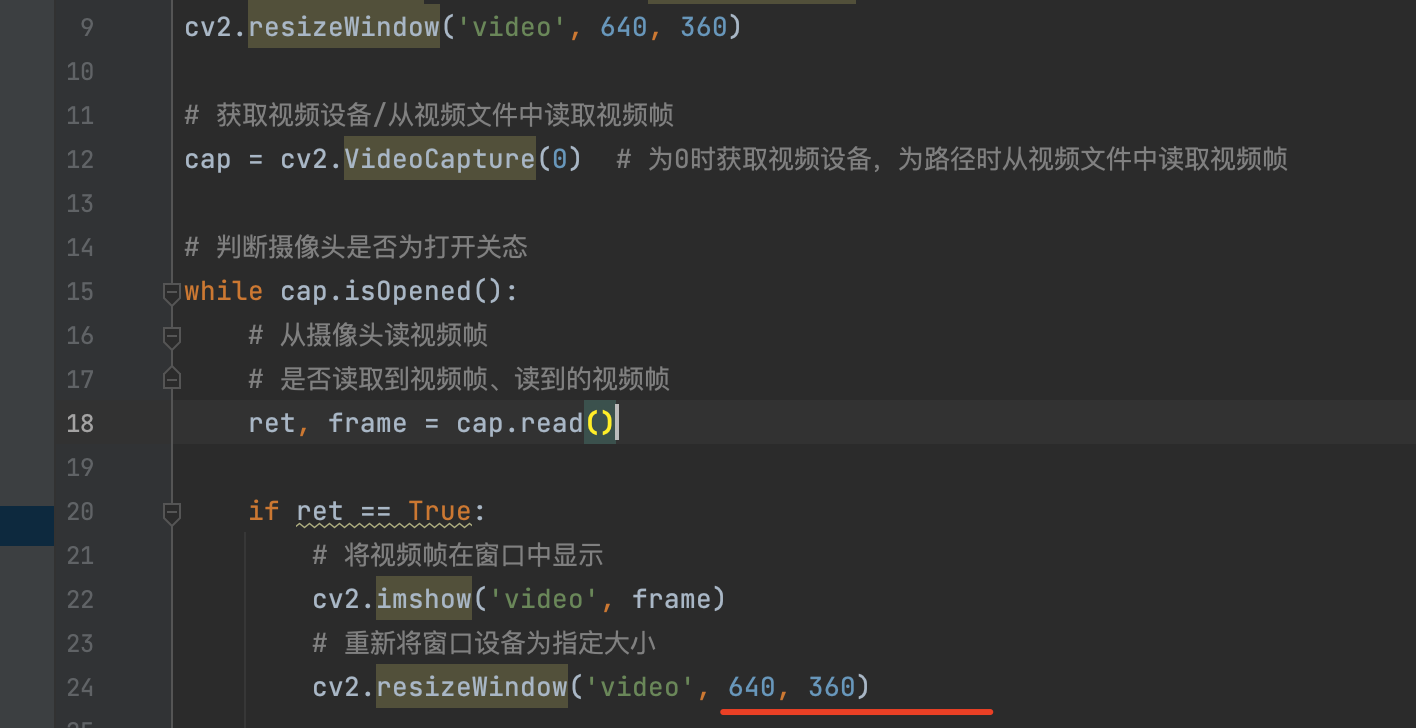 9 cv2.resizeWindow('video', 640, 360)
10
11 # 获取视频设备/从视频文件中读取视频帧
12 cap = cv2.VideoCapture(0)  # 为0时获取视频设备，为路径时从视频文件中读取视频帧
13
14 # 判断摄像头是否为打开关态
15 while cap.isOpened():
16 # 从摄像头读视频帧
17 # 是否读取到视频帧、读到的视频帧
18 ret, frame = cap.read()
19
20 if ret == True:
21 # 将视频帧在窗口中显示
22 cv2.imshow('video', frame)
23 # 重新将窗口设备为指定大小
24 cv2.resizeWindow('video', 640, 360)
25